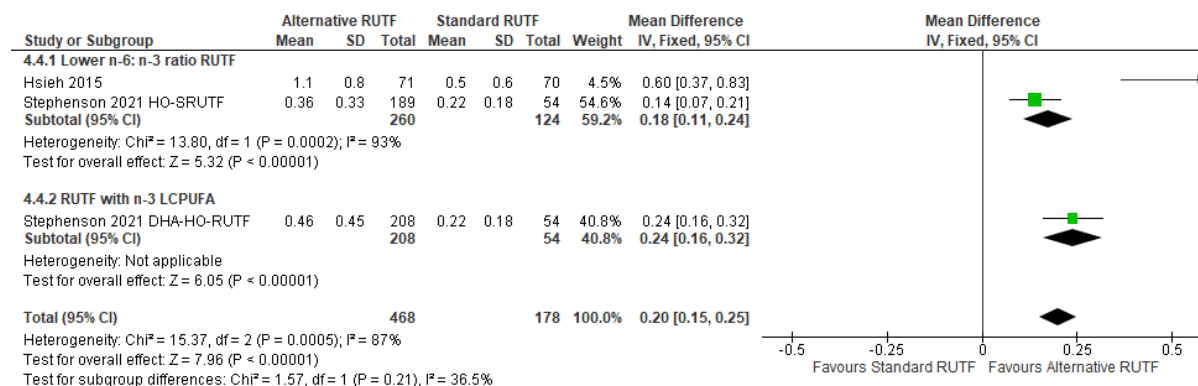 Alternative RUTF Standard RUTF Mean Difference Mean Difference
Study or Subgroup Mean SD Total Mean SD Total Weight IV, Fixed, 95% CI IV, Fixed, 95% CI
4.4.1 Lower n-6: n-3 ratio RUTF
Hsieh 2015 1.1 0.8 71 0.5 0.6 70 4.5% 0.60 [0.37, 0.83]
Stephenson 2021 HO-SRUTF 0.36 0.33 189 0.22 0.18 54 54.6% 0.14 [0.07, 0.21]
Subtotal (95% CI) 260 124 59.2% 0.18 [0.11, 0.24]
Heterogeneity: Chi² = 13.80, df = 1 (P = 0.0002); I² = 93%
Test for overall effect: Z = 5.32 (P < 0.00001)
4.4.2 RUTF with n-3 LCPUFA
Stephenson 2021 DHA-HO-RUTF 0.46 0.45 208 0.22 0.18 54 40.8% 0.24 [0.16, 0.32]
Subtotal (95% CI) 208 54 40.8% 0.24 [0.16, 0.32]
Heterogeneity: Not applicable
Test for overall effect: Z = 6.05 (P < 0.00001)
Total (95% CI) 468 178 100.0% 0.20 [0.15, 0.25]
Heterogeneity: Chi² = 15.37, df = 2 (P = 0.0005); I² = 87%
Test for overall effect: Z = 7.96 (P < 0.00001)
Test for subgroup differences: Chi² = 1.57, df = 1 (P = 0.21), I² = 36.5%
-0.5 -0.25 0 0.25 0.5
Favours Standard RUTF Favours Alternative RUTF